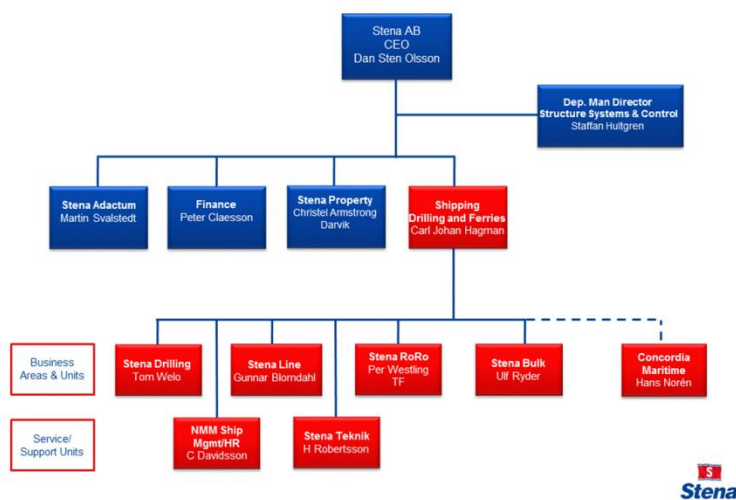 Stena AB
CEO
Dan Sten Olsson
Dep. Man Director
Structure Systems & Control
Staffan Hultgren
Stena Adactum
Martin Svalstedt
Finance
Peter Claesson
Stena Property
Christel Armstrong
Darvik
Shipping
Drilling and Ferries
Carl Johan Hagman
Business
Areas & Units
Stena Drilling
Tom Welo
Stena Line
Gunnar Blomdahl
Stena RoRo
Per Westling
TF
Stena Bulk
Ulf Ryder
Concordia
Maritime
Hans Norén
Service/
Support Units
NMM Ship
Mgmt/HR
C Davidsson
Stena Teknik
H Robertsson
S
Stena